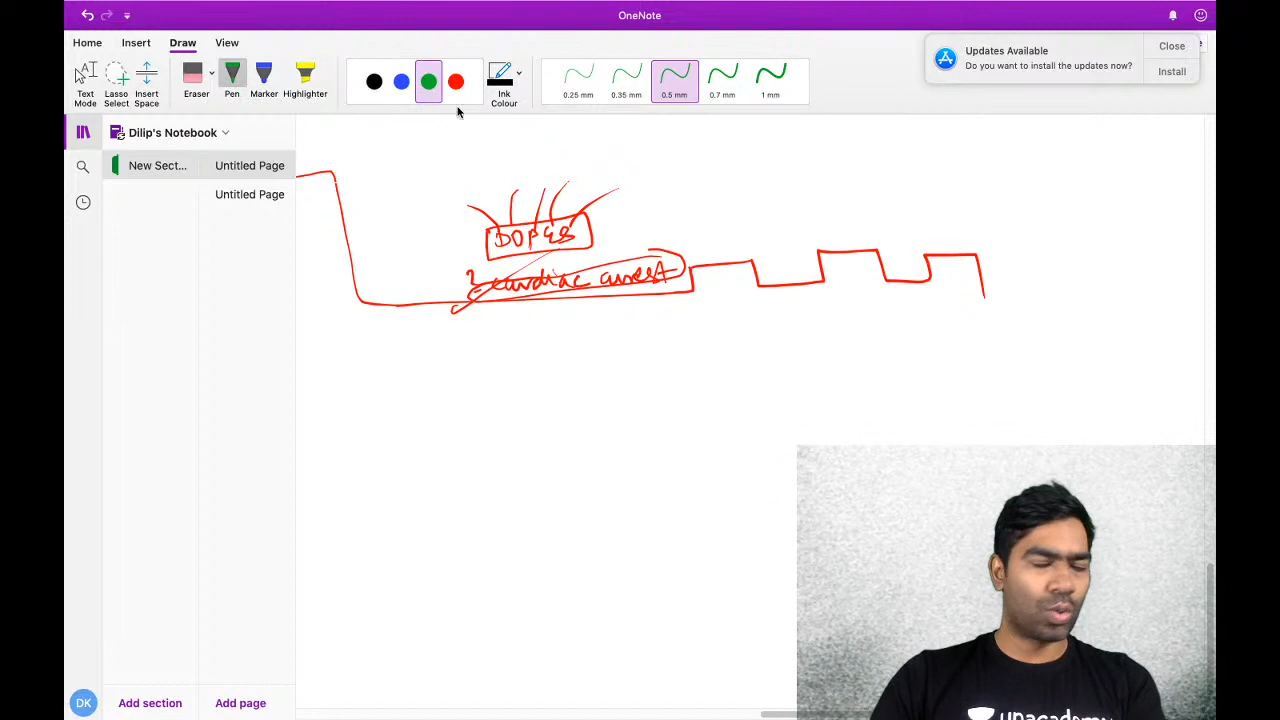 OneNote
Home Insert Draw View
Updates Available
Do you want to install the updates now?
Close
Install
Text Mode
Lasso Select
Insert Space
Eraser
Pen
Marker
Highlighter
Ink Colour
0.25 mm
0.35 mm
0.5 mm
0.7 mm
1 mm
Dilip's Notebook
New Sect... Untitled Page
Untitled Page
DOPES
? cardiac arrest
DK Add section Add page
unacademy